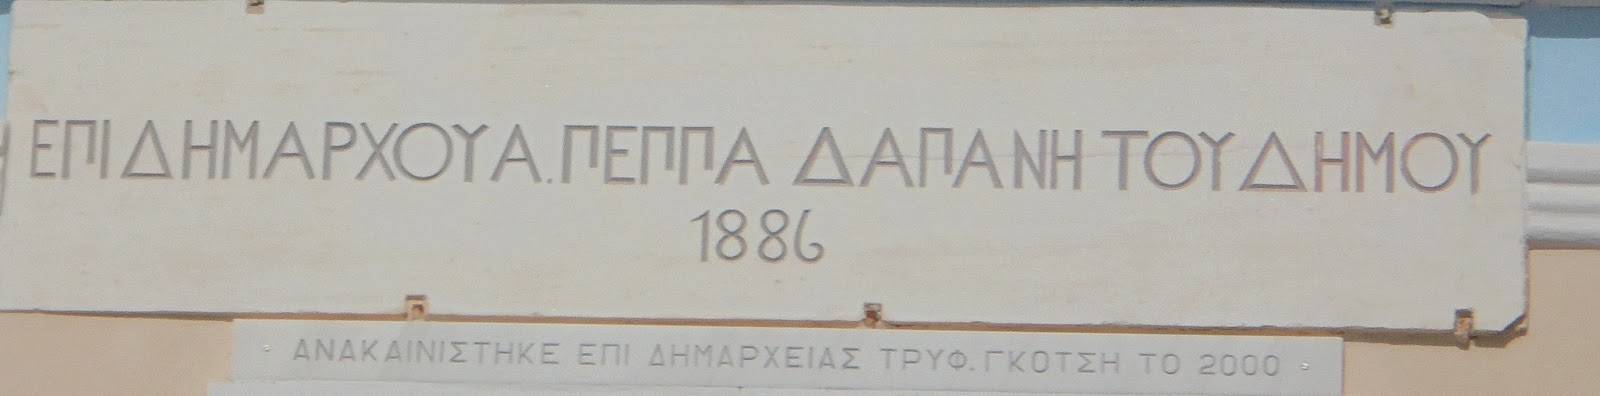 ΕΠΙ ΔΗΜΑΡΧΟΥ Α. ΠΕΠΠΑ ΔΑΠΑΝΗ ΤΟΥ ΔΗΜΟΥ
1886
ΑΝΑΚΑΙΝΙΣΤΗΚΕ ΕΠΙ ΔΗΜΑΡΧΕΙΑΣ ΤΡΥΦ. ΓΚΟΤΣΗ ΤΟ 2000